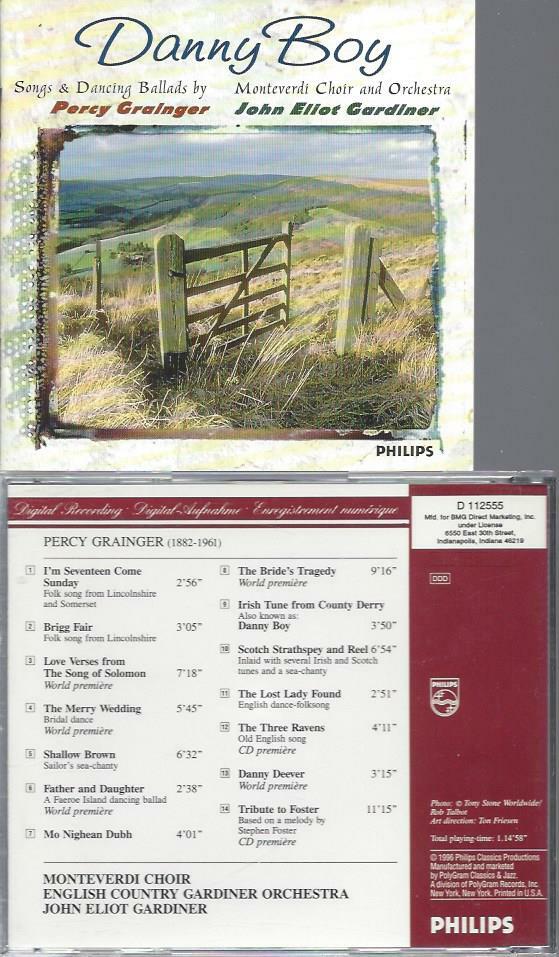 Danny Boy
Songs & Dancing Ballads by
Percy Grainger
Monteverdi Choir and Orchestra
John Eliot Gardiner
PHILIPS
Digital Recording · Digital-Aufnahme · Enregistrement numérique
D 112555
Mfd. for BMG Direct Marketing, Inc.
under License
6550 East 30th Street,
Indianapolis, Indiana 46219
PERCY GRAINGER (1882-1961)
1 I'm Seventeen Come
Sunday 2'56"
Folk song from Lincolnshire
and Somerset
2 Brigg Fair 3'05"
Folk song from Lincolnshire
3 Love Verses from
The Song of Solomon 7'18"
World première
4 The Merry Wedding 5'45"
Bridal dance
World première
5 Shallow Brown 6'32"
Sailor's sea-chanty
6 Father and Daughter 2'38"
A Faeroe Island dancing ballad
World première
7 Mo Nighean Dubh 4'01"
8 The Bride's Tragedy 9'16"
World première
9 Irish Tune from County Derry
Also known as:
Danny Boy 3'50"
10 Scotch Strathspey and Reel 6'54"
Inlaid with several Irish and Scotch
tunes and a sea-chanty
11 The Lost Lady Found 2'51"
English dance-folksong
12 The Three Ravens 4'11"
Old English song
CD première
13 Danny Deever 3'15"
World première
14 Tribute to Foster 11'15"
Based on a melody by
Stephen Foster
CD première
MONTEVERDI CHOIR
ENGLISH COUNTRY GARDINER ORCHESTRA
JOHN ELIOT GARDINER
DDD
PHILIPS
Photo: © Tony Stone Worldwide/
Rob Talbot
Art direction: Ton Friesen
Total playing-time: 1.14'58"
© 1996 Philips Classics Productions
Manufactured and marketed
by PolyGram Classics & Jazz.
A division of PolyGram Records, Inc.
New York, New York. Printed in U.S.A.
PHILIPS